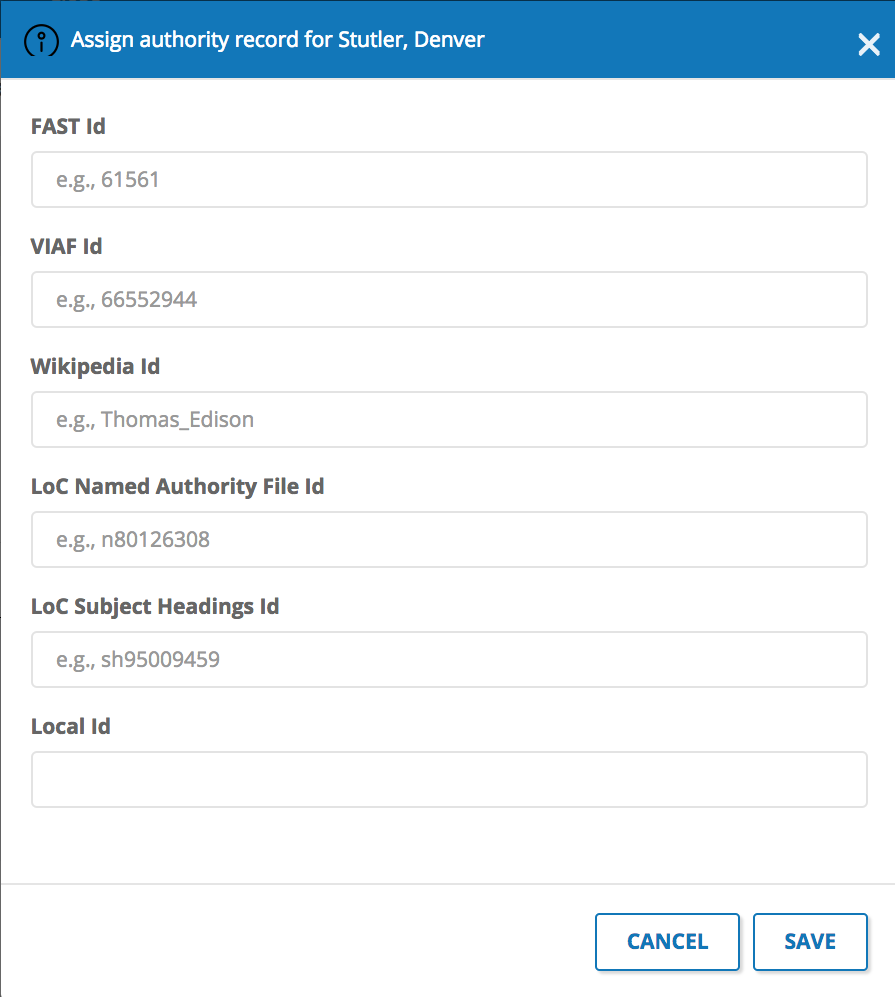 Assign authority record for Stutler, Denver
FAST Id
e.g., 61561
VIAF Id
e.g., 66552944
Wikipedia Id
e.g., Thomas_Edison
LoC Named Authority File Id
e.g., n80126308
LoC Subject Headings Id
e.g., sh95009459
Local Id
CANCEL SAVE